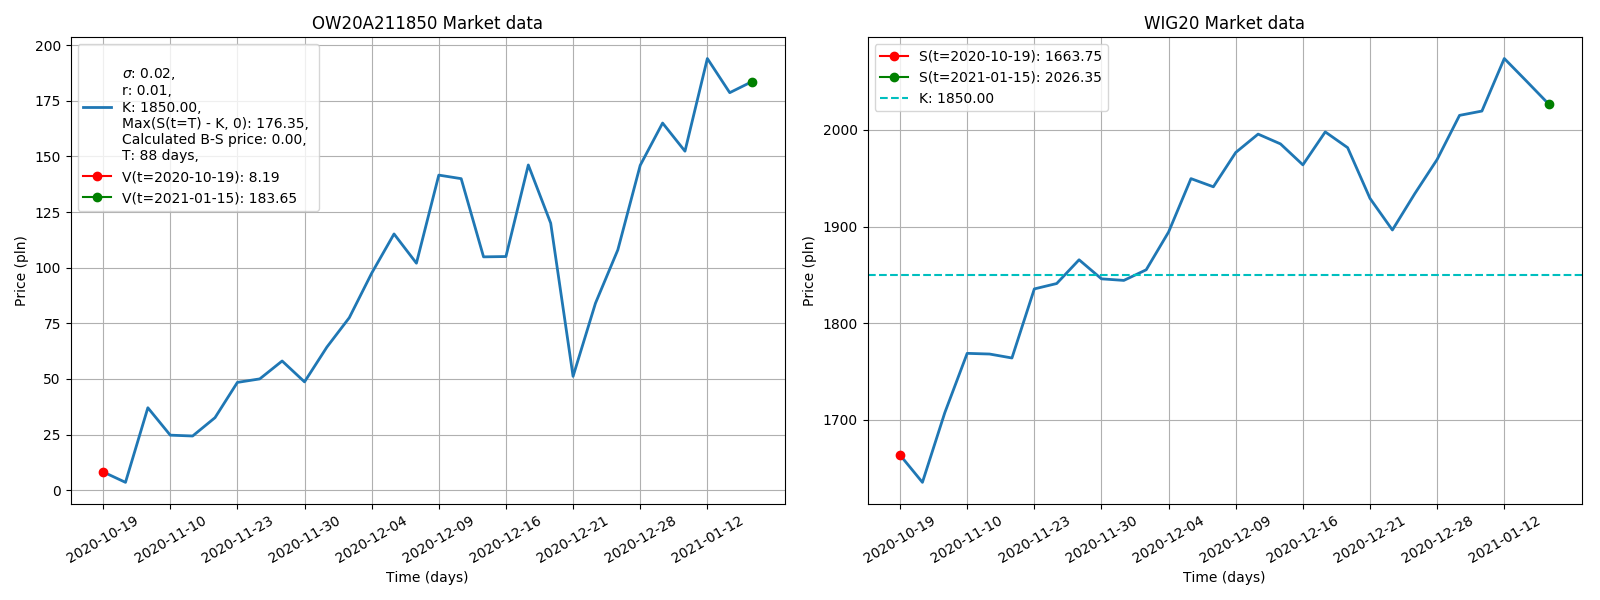 OW20A211850 Market data
σ: 0.02,
r: 0.01,
K: 1850.00,
Max(S(t=T) - K, 0): 176.35,
Calculated B-S price: 0.00,
T: 88 days,
V(t=2020-10-19): 8.19
V(t=2021-01-15): 183.65
Price (pln)
200
175
150
125
100
75
50
25
0
2020-10-19
2020-11-10
2020-11-23
2020-11-30
2020-12-04
2020-12-09
2020-12-16
2020-12-21
2020-12-28
2021-01-12
Time (days)
WIG20 Market data
S(t=2020-10-19): 1663.75
S(t=2021-01-15): 2026.35
K: 1850.00
Price (pln)
2000
1900
1800
1700
2020-10-19
2020-11-10
2020-11-23
2020-11-30
2020-12-04
2020-12-09
2020-12-16
2020-12-21
2020-12-28
2021-01-12
Time (days)